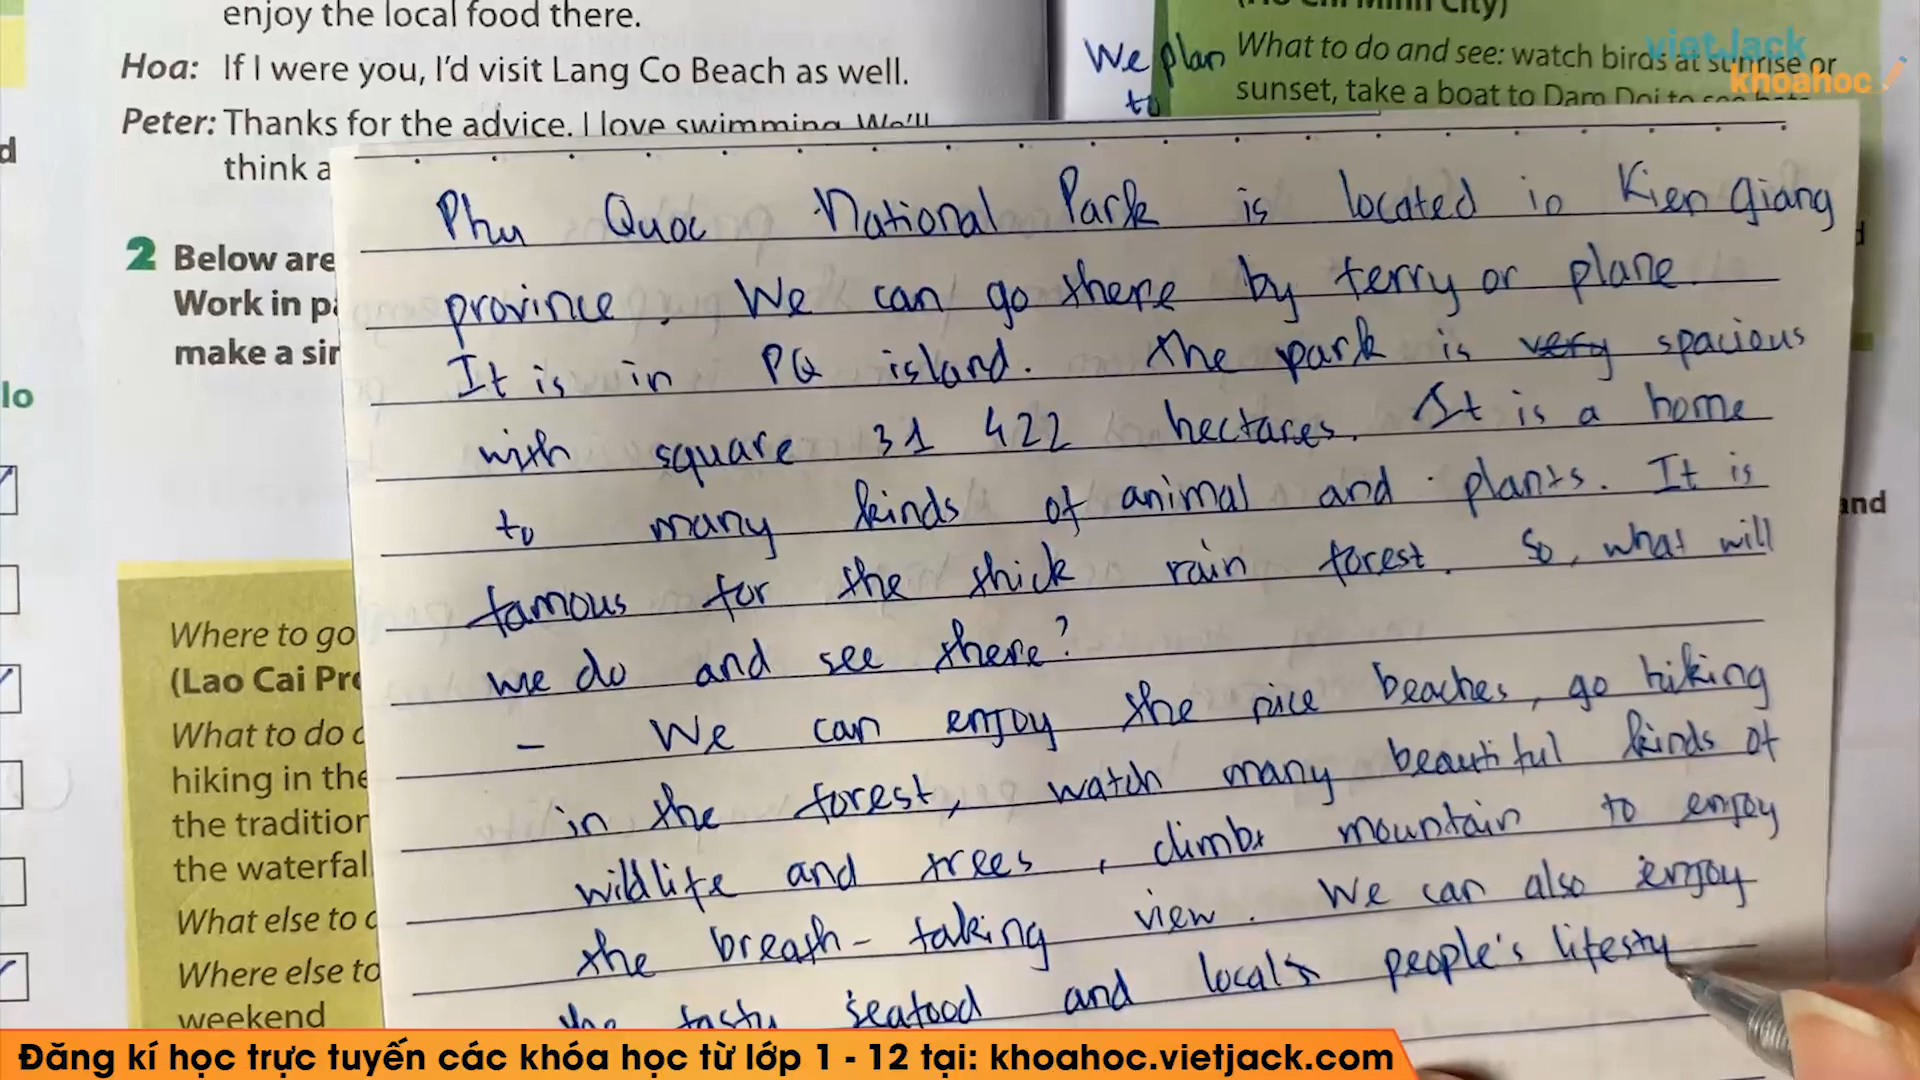 enjoy the local food there.
Hoa: If I were you, I'd visit Lang Co Beach as well.
Peter: Thanks for the advice. I love swimming. We'll
think a
2 Below are
Work in pa
make a sir
Where to go
(Lao Cai Pro
What to do a
hiking in the
the tradition
the waterfal
What else to d
Where else to
weekend
d
lo
We plan
to
What to do and see: watch birds at sunrise or
sunset, take a boat to Dam Doi to see
vietJack
khoahoc
and
Phu Quoc National Park is located in Kien Giang
province. We can go there by ferry or plane.
It is in PQ island. The park is very spacious
with square 31 422 hectares. It is a home
to many kinds of animal and plants. It is
famous for the thick rain forest. So, what will
we do and see there?
- We can enjoy the nice beaches, go hiking
in the forest, watch many beautiful kinds of
wildlife and trees, climb mountain to enjoy
the breath-taking view. We can also enjoy
the tasty seafood and local people's lifesty
Đăng kí học trực tuyến các khóa học từ lớp 1 - 12 tại: khoahoc.vietjack.com